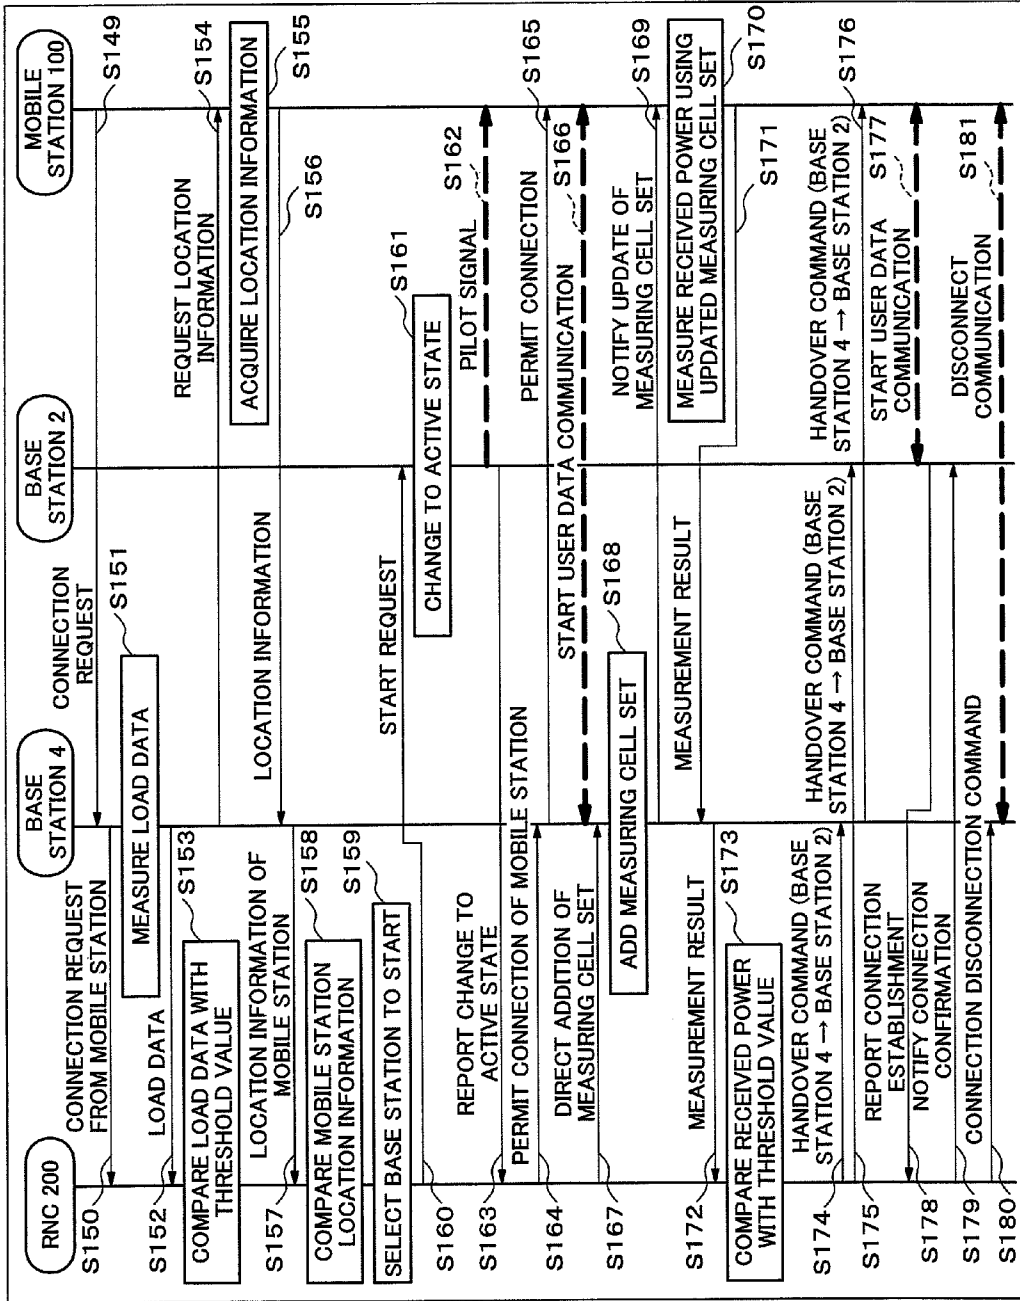 RNC 200
BASE
STATION 4
BASE
STATION 2
MOBILE
STATION 100
CONNECTION
REQUEST
S149
CONNECTION REQUEST
FROM MOBILE STATION
S150
S151
MEASURE LOAD DATA
LOAD DATA
S152
S153
COMPARE LOAD DATA WITH
THRESHOLD VALUE
REQUEST LOCATION
INFORMATION
S154
S155
ACQUIRE LOCATION INFORMATION
LOCATION INFORMATION
S156
LOCATION INFORMATION OF
MOBILE STATION
S157
S158
COMPARE MOBILE STATION
LOCATION INFORMATION
S159
SELECT BASE STATION TO START
START REQUEST
S160
S161
CHANGE TO ACTIVE STATE
PILOT SIGNAL
S162
REPORT CHANGE TO
ACTIVE STATE
S163
PERMIT CONNECTION OF MOBILE STATION
S164
PERMIT CONNECTION
S165
START USER DATA COMMUNICATION
S166
DIRECT ADDITION OF
MEASURING CELL SET
S167
S168
ADD MEASURING CELL SET
NOTIFY UPDATE OF
MEASURING CELL SET
S169
MEASURE RECEIVED POWER USING
UPDATED MEASURING CELL SET
S170
MEASUREMENT RESULT
S171
MEASUREMENT RESULT
S172
S173
COMPARE RECEIVED POWER
WITH THRESHOLD VALUE
HANDOVER COMMAND (BASE
STATION 4 → BASE STATION 2)
S174
HANDOVER COMMAND (BASE
STATION 4 → BASE STATION 2)
S175
HANDOVER COMMAND (BASE
STATION 4 → BASE STATION 2)
S176
START USER DATA
COMMUNICATION
S177
REPORT CONNECTION
ESTABLISHMENT
S178
NOTIFY CONNECTION
CONFIRMATION
S179
CONNECTION DISCONNECTION COMMAND
S180
DISCONNECT
COMMUNICATION
S181